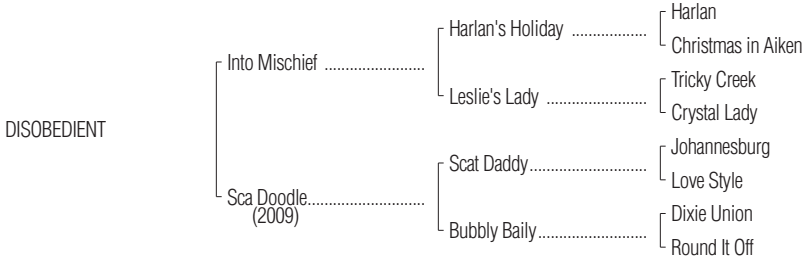 Harlan
Harlan's Holiday ..................
Christmas in Aiken
Into Mischief ........................
Tricky Creek
Leslie's Lady ........................
Crystal Lady
DISOBEDIENT
Johannesburg
Scat Daddy...........................
Love Style
Sca Doodle...........................
(2009)
Dixie Union
Bubbly Baily.........................
Round It Off